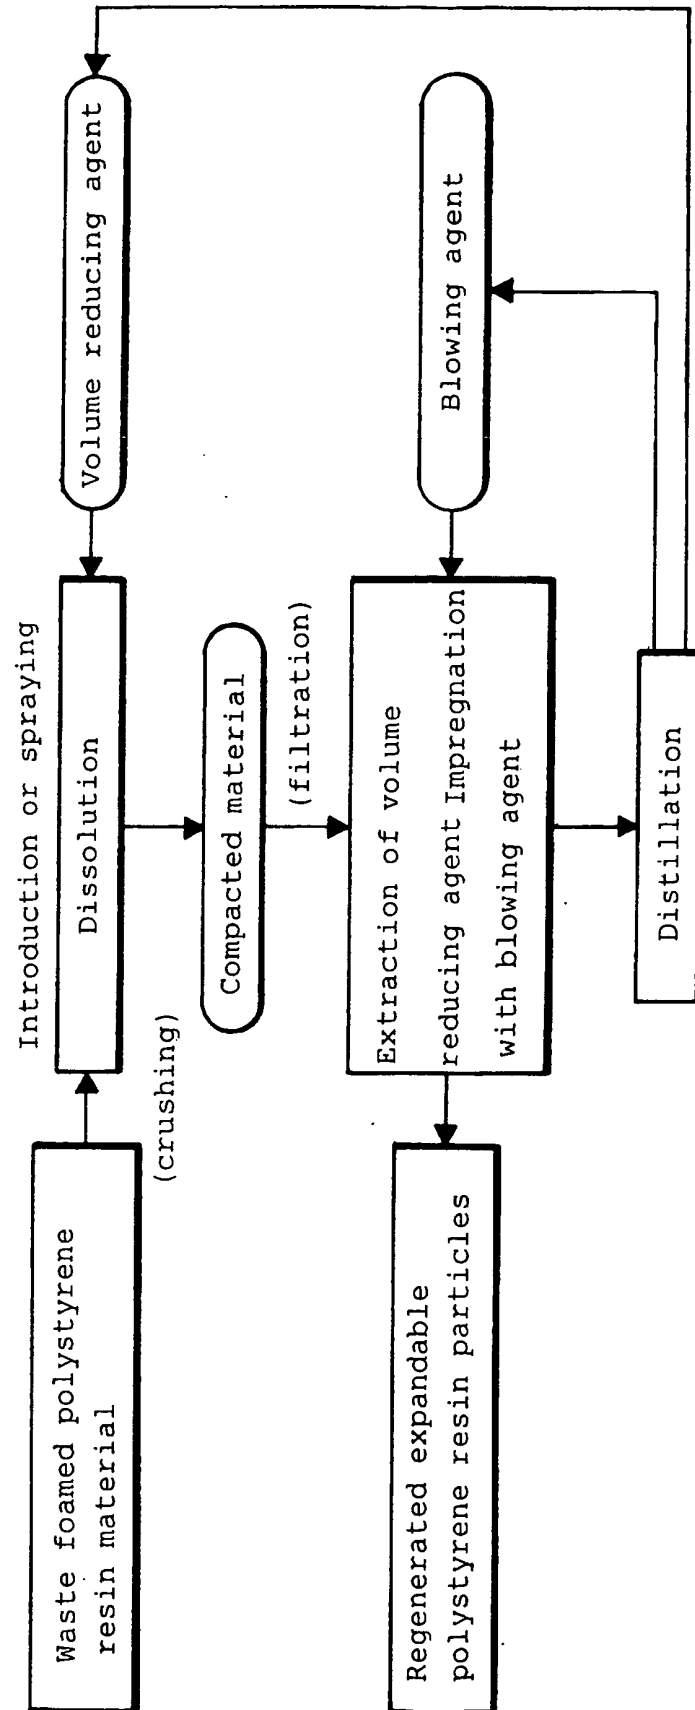 Waste foamed polystyrene
resin material
(crushing)
Introduction or spraying
Dissolution
Volume reducing agent
Compacted material
(filtration)
Regenerated expandable
polystyrene resin particles
Extraction of volume
reducing agent Impregnation
with blowing agent
Blowing agent
Distillation